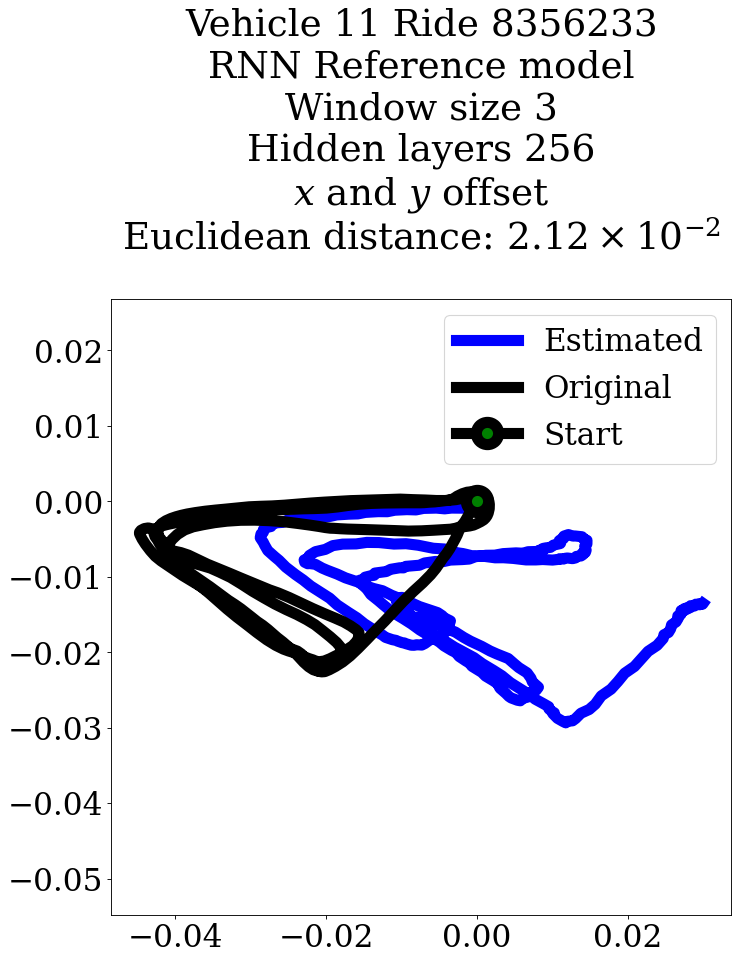 Vehicle 11 Ride 8356233
RNN Reference model
Window size 3
Hidden layers 256
x and y offset
Euclidean distance: 2.12 × 10⁻²
Estimated
Original
Start
0.02
0.01
0.00
−0.01
−0.02
−0.03
−0.04
−0.05
−0.04 −0.02 0.00 0.02